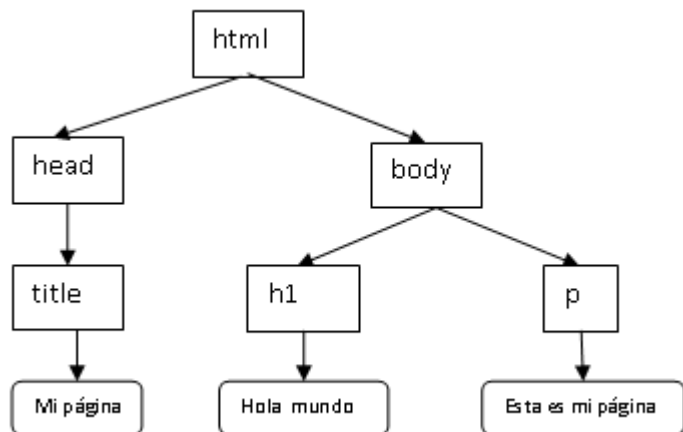 html
head
body
title
h1
p
Mi página
Hola mundo
Esta es mi página